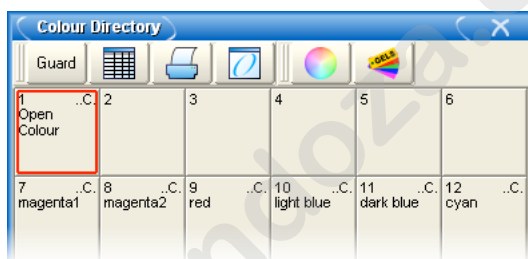 Colour Directory
Guard
GELS
1 ..C. 2 3 4 5 6
Open
Colour
7 ..C. 8 ..C. 9 ..C. 10 ..C. 11 ..C. 12 ..C.
magenta1 magenta2 red light blue dark blue cyan
ndoza.